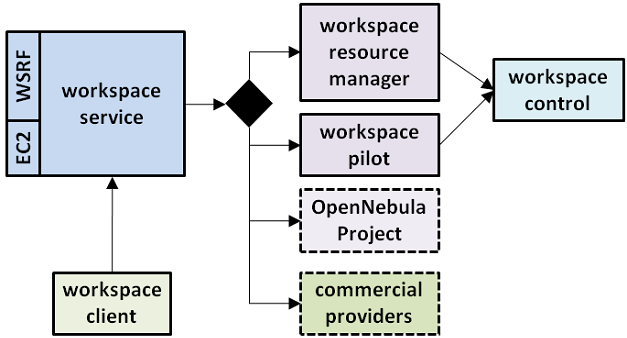 WSRF
EC2
workspace
service
workspace
client
workspace
resource
manager
workspace
pilot
OpenNebula
Project
commercial
providers
workspace
control